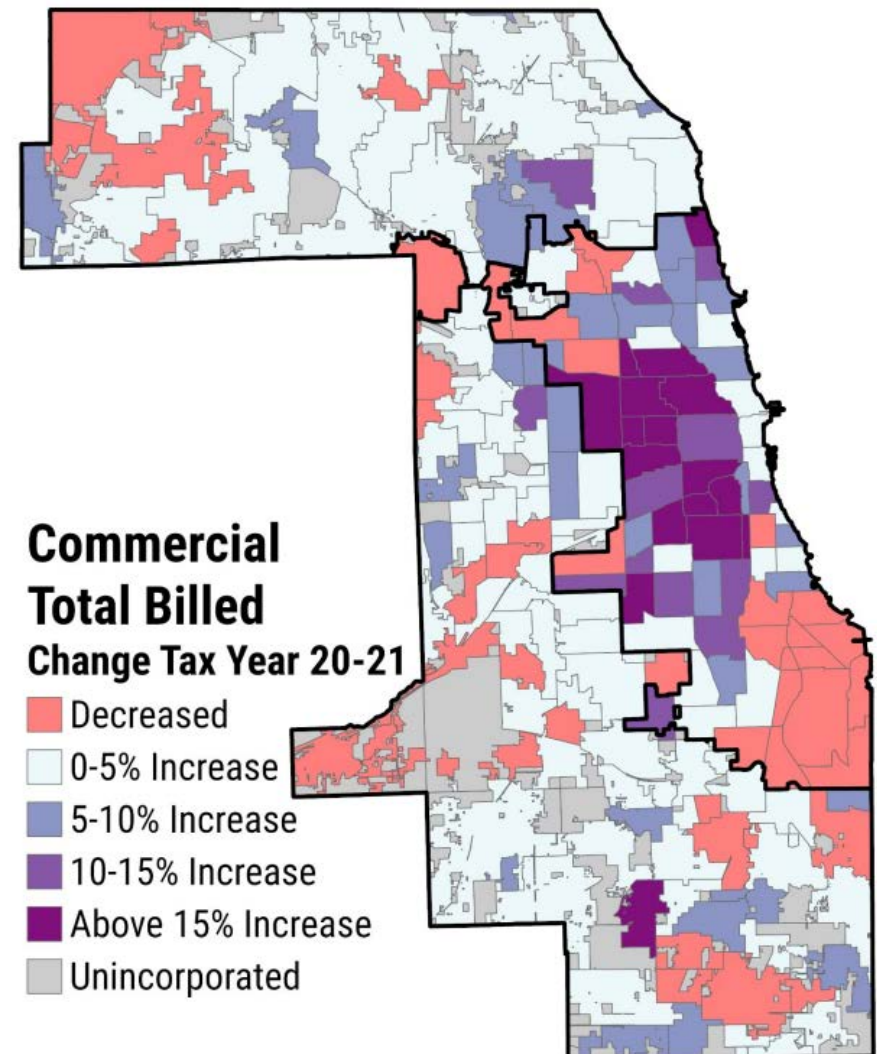 Commercial
Total Billed
Change Tax Year 20-21
Decreased
0-5% Increase
5-10% Increase
10-15% Increase
Above 15% Increase
Unincorporated